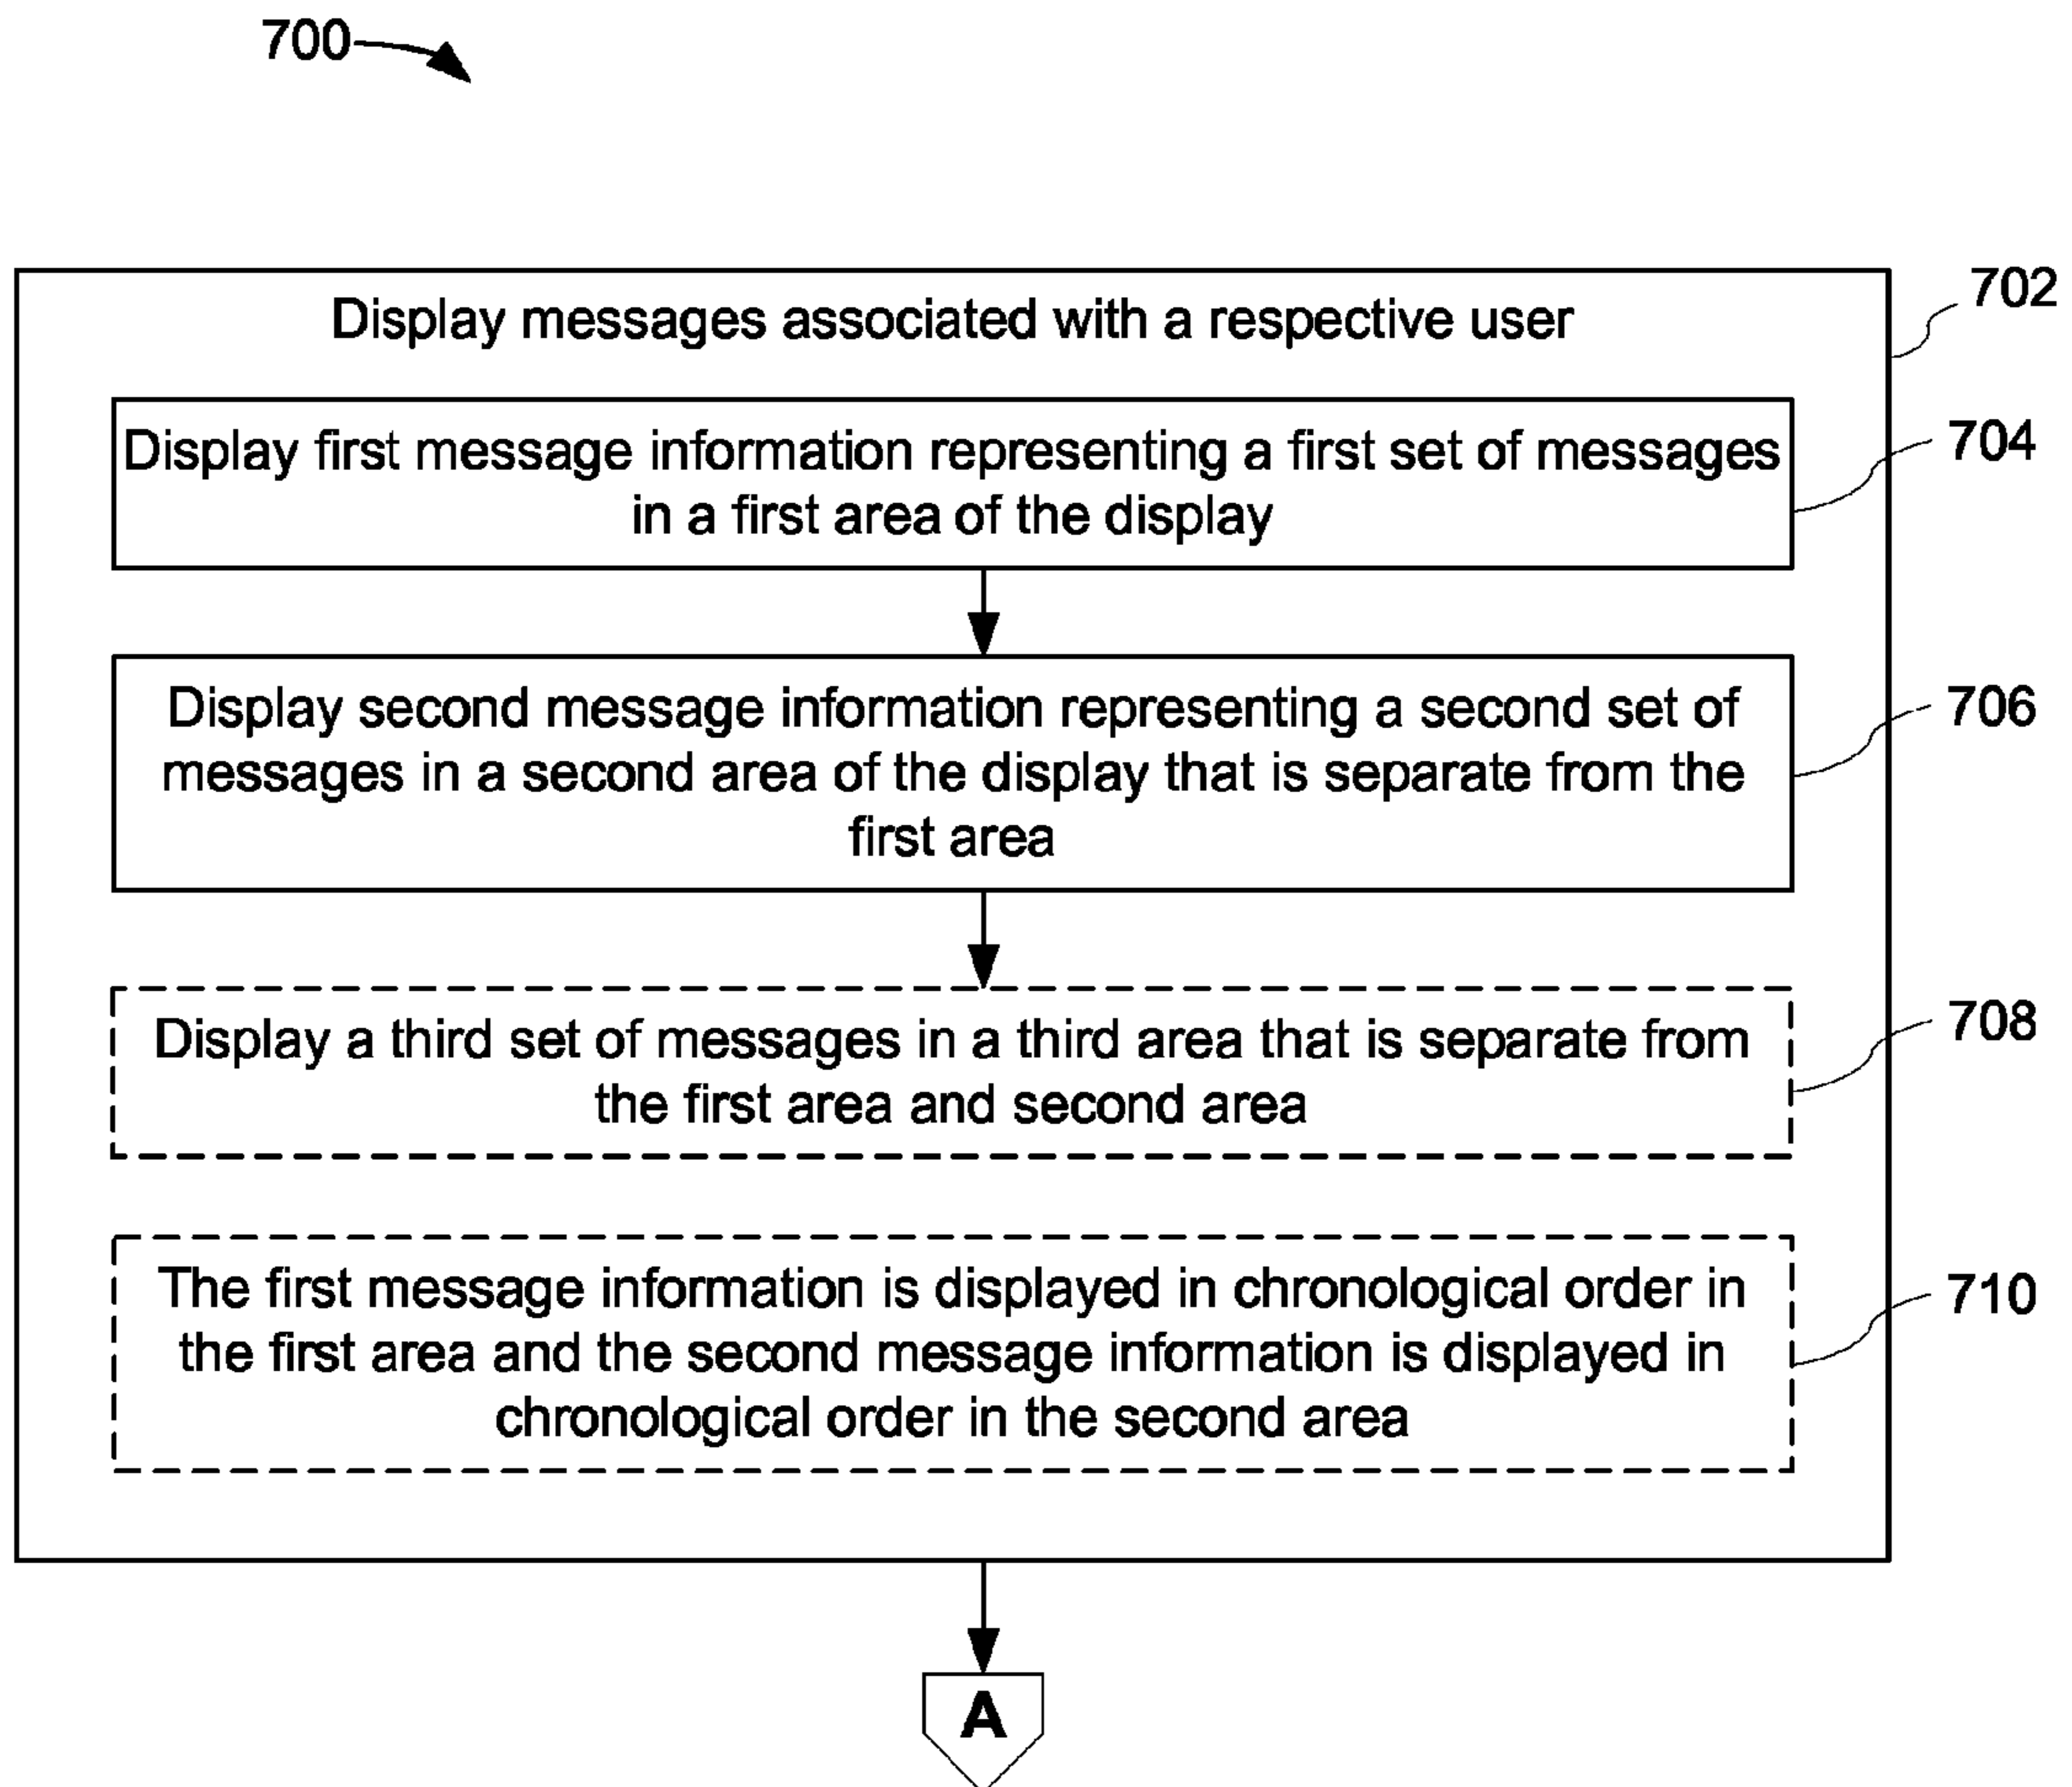 700
702
Display messages associated with a respective user
704
Display first message information representing a first set of messages
in a first area of the display
706
Display second message information representing a second set of
messages in a second area of the display that is separate from the
first area
708
Display a third set of messages in a third area that is separate from
the first area and second area
710
The first message information is displayed in chronological order in
the first area and the second message information is displayed in
chronological order in the second area
A